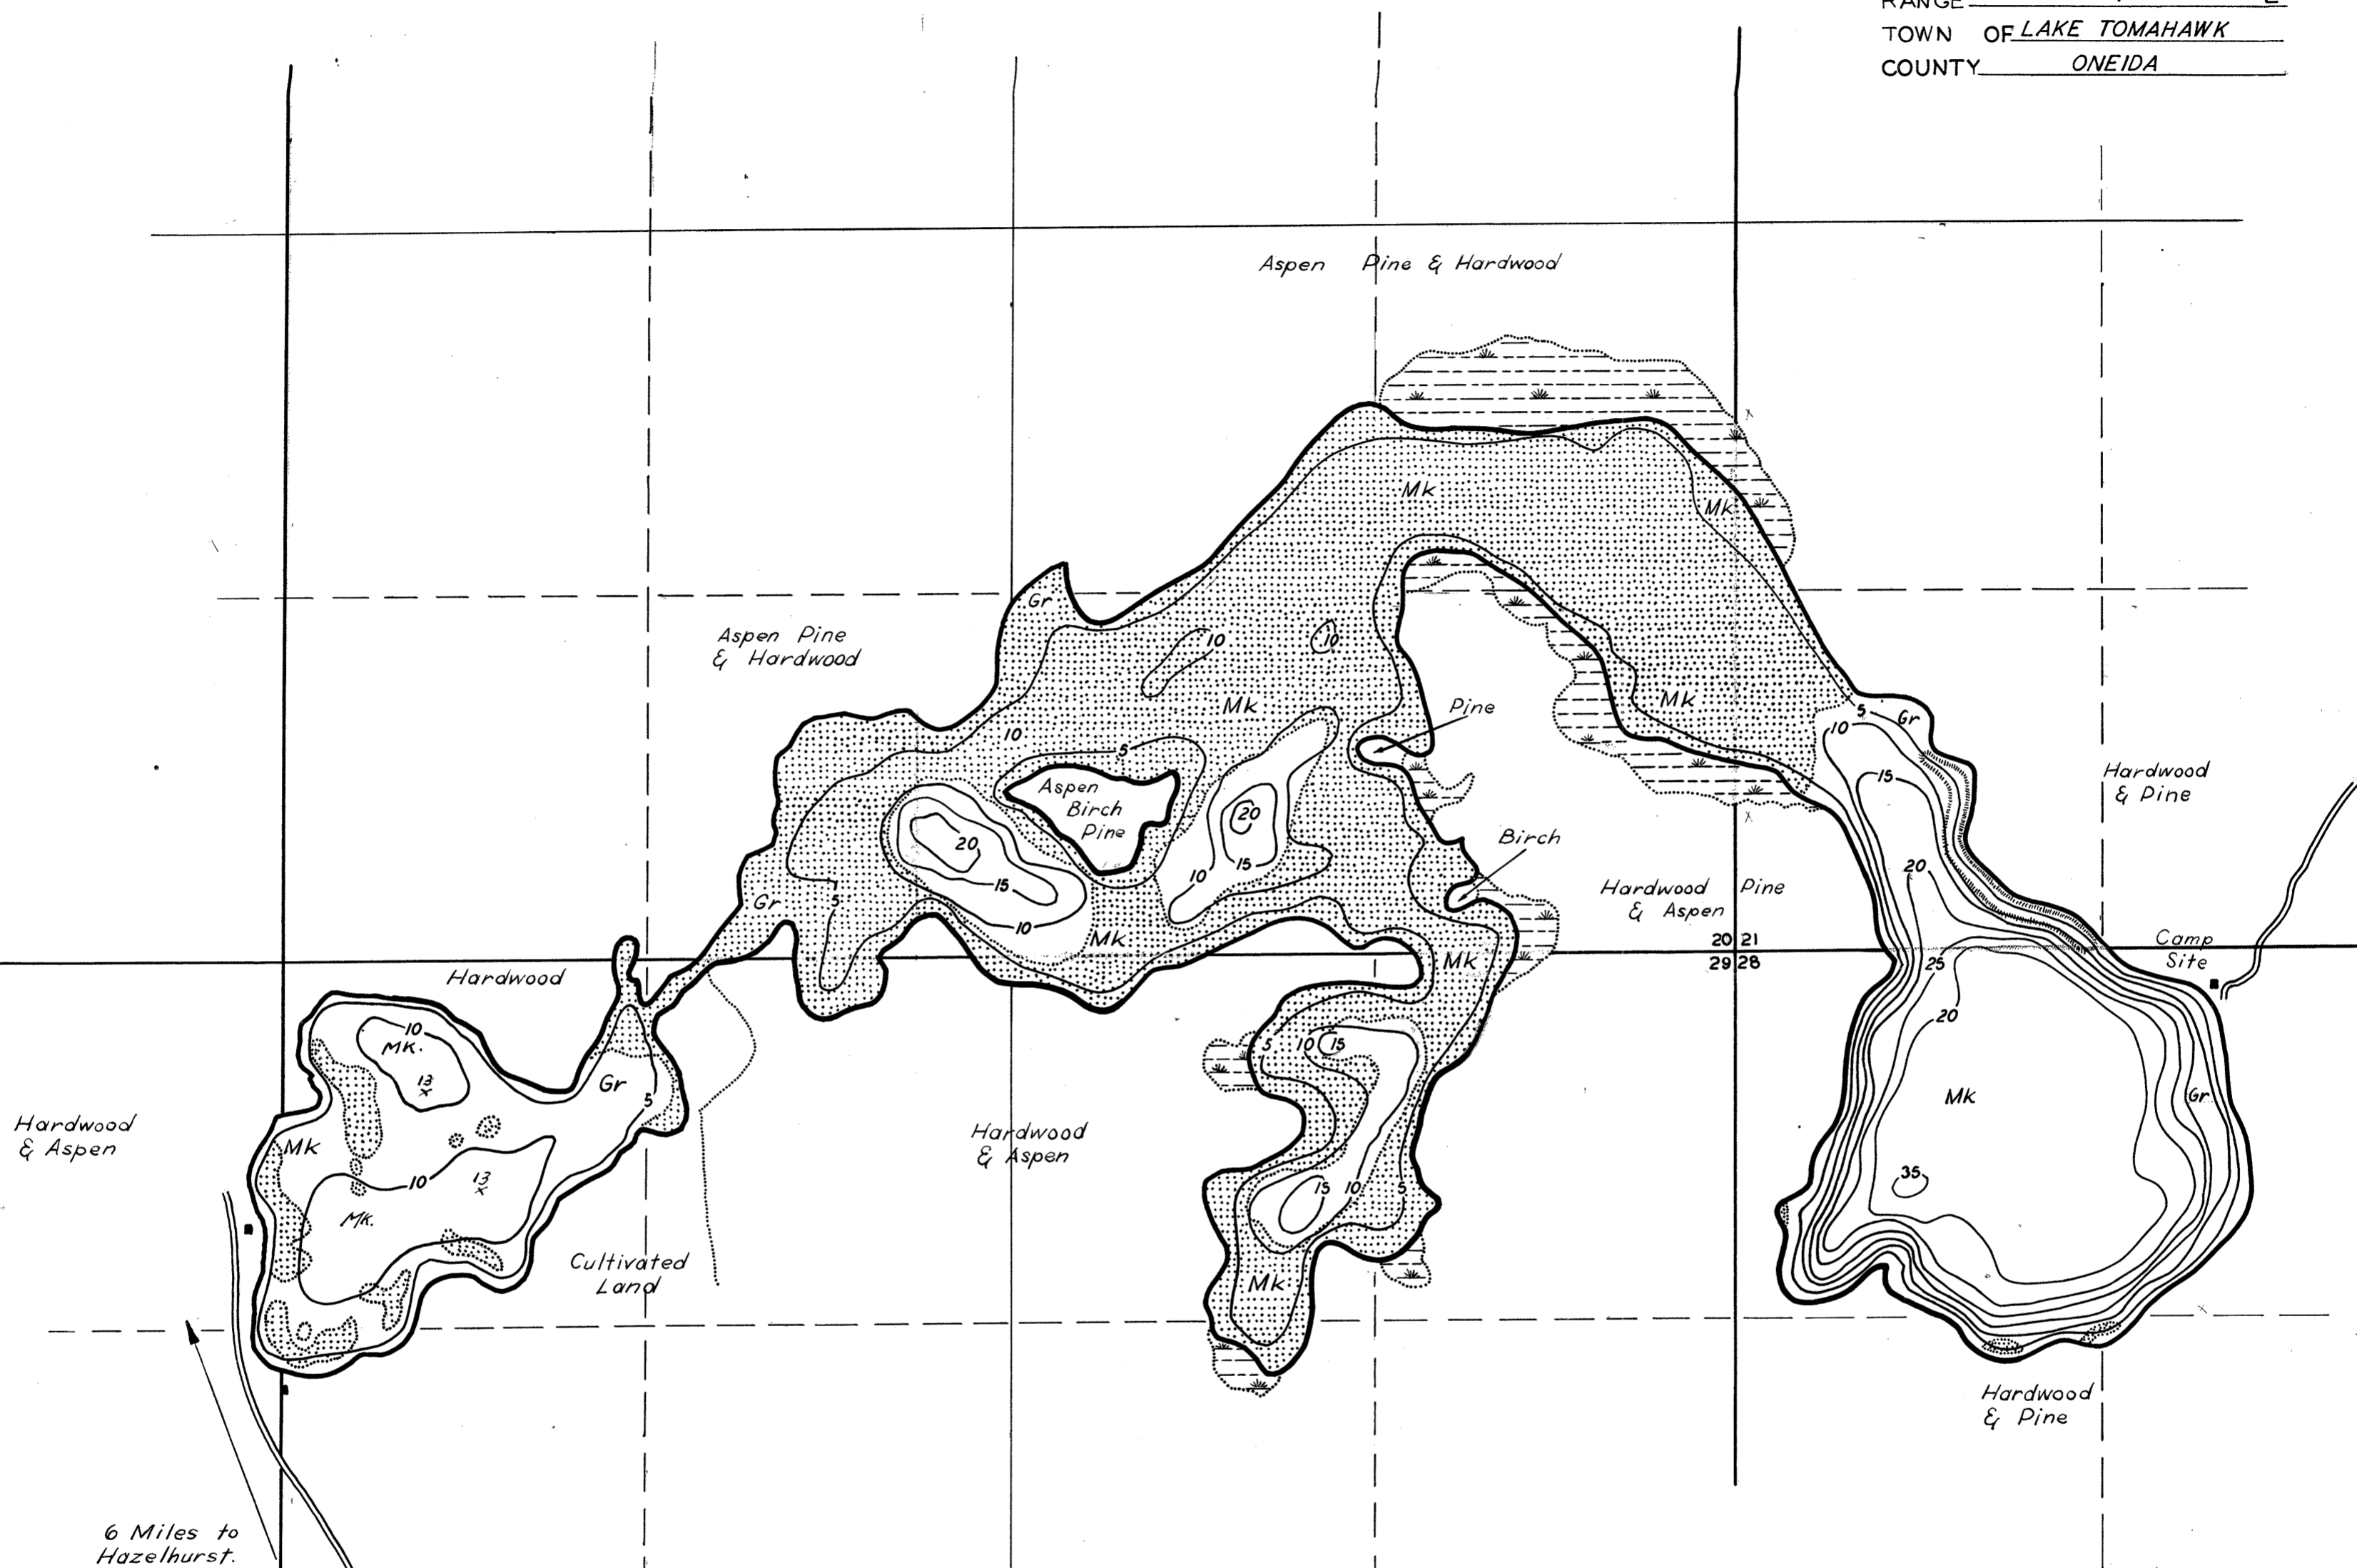 RANGE E
TOWN OF LAKE TOMAHAWK
COUNTY ONEIDA
Aspen Pine & Hardwood
Mk
Mk
Gr
Aspen Pine
& Hardwood
10
10
Mk
Mk
Pine
5
Gr
10
10
5
15
Hardwood
& Pine
Aspen
Birch
Pine
20
20
15
10
15
Birch
20
Hardwood Pine
& Aspen
Gr
5
10
Mk
20 21
29 28
Mk
25
Camp
Site
Hardwood
20
10
MK.
13
x
5
10
15
Gr
5
Mk
Gr
Hardwood
& Aspen
Mk
Hardwood
& Aspen
10
13
x
15
10
5
35
Mk.
Cultivated
Land
Mk
Hardwood
& Pine
6 Miles to
Hazelhurst.